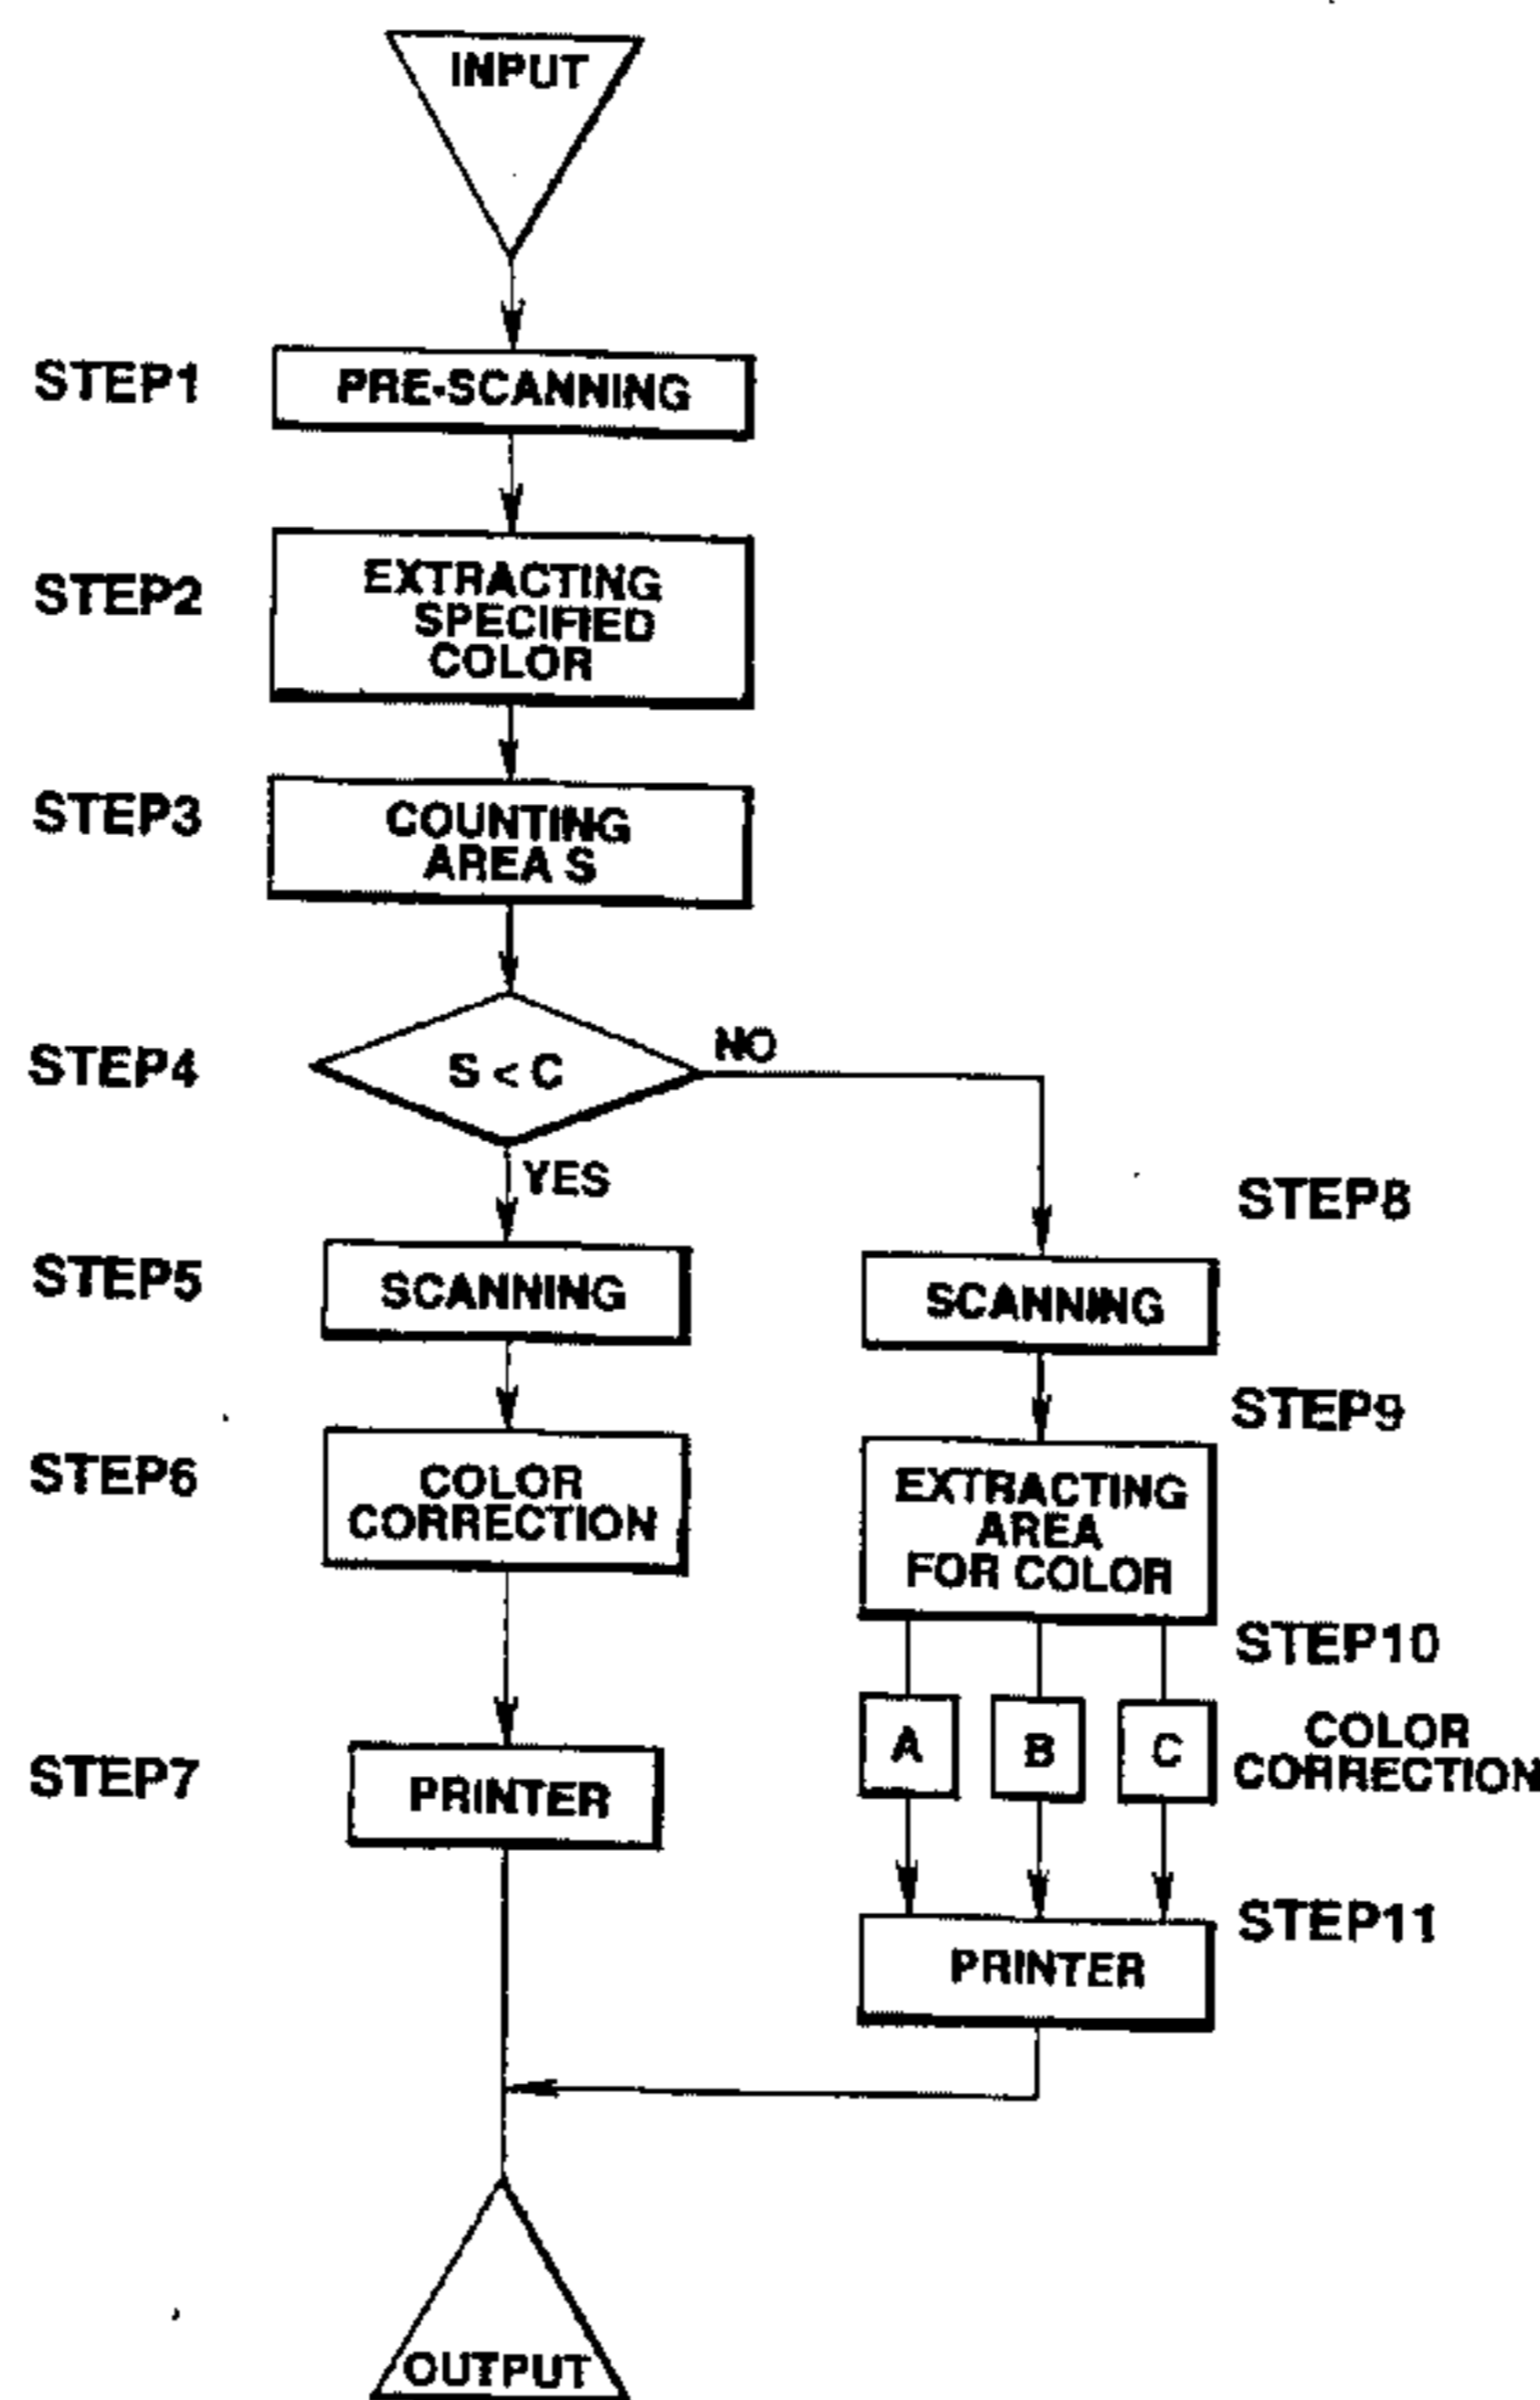 INPUT
STEP1
PRE-SCANNING
STEP2
EXTRACTING
SPECIFIED
COLOR
STEP3
COUNTING
AREA S
STEP4
S < C
NO
YES
STEP5
SCANNING
STEP6
COLOR
CORRECTION
STEP7
PRINTER
STEP8
SCANNING
STEP9
EXTRACTING
AREA
FOR COLOR
STEP10
A B C
COLOR
CORRECTION
STEP11
PRINTER
OUTPUT